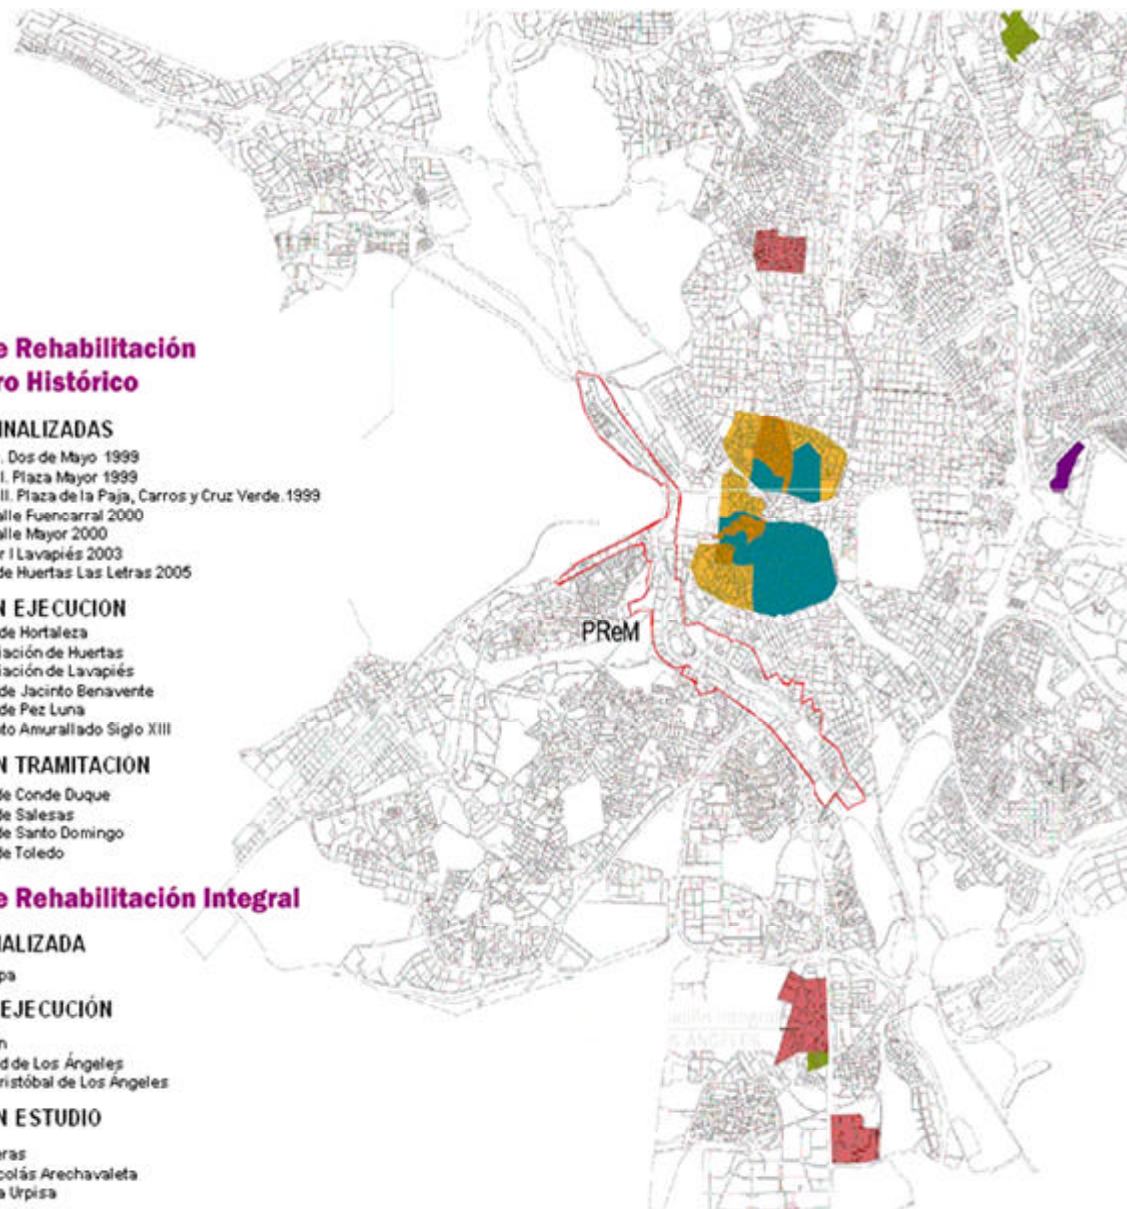 e Rehabilitación
ro Histórico
INALIZADAS
. Dos de Mayo 1999
I. Plaza Mayor 1999
II. Plaza de la Paja, Carros y Cruz Verde. 1999
alle Fuencarral 2000
alle Mayor 2000
r I Lavapiés 2003
de Huertas Las Letras 2005
N EJECUCION
de Hortaleza
iación de Huertas
iación de Lavapiés
de Jacinto Benavente
de Pez Luna
to Amurallado Siglo XIII
N TRAMITACION
de Conde Duque
de Salesas
de Santo Domingo
de Toledo
e Rehabilitación Integral
IALIZADA
pa
EJECUCIÓN
n
d de Los Ángeles
ristóbal de Los Ángeles
N ESTUDIO
eras
colás Arechavaleta
a Urpisa
PReM